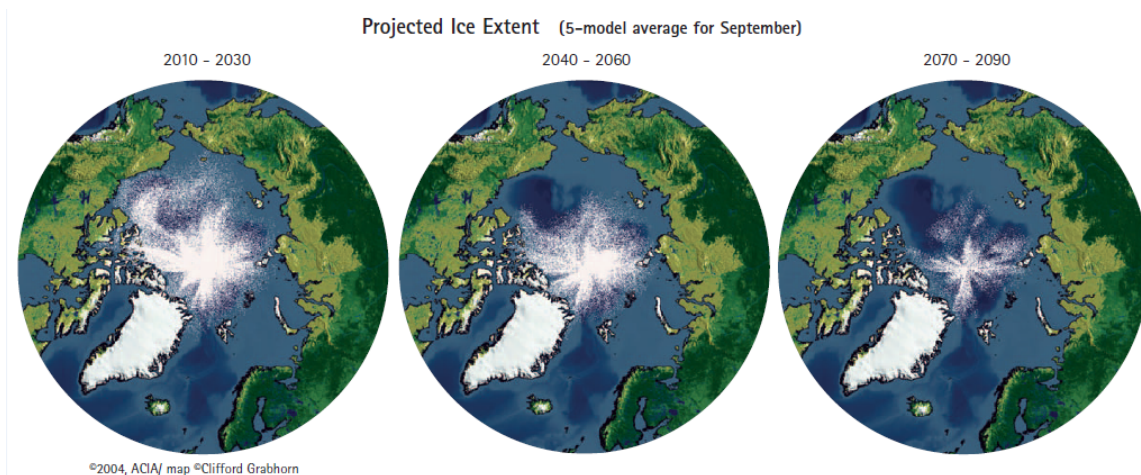 Projected Ice Extent (5-model average for September)
2010 - 2030 2040 - 2060 2070 - 2090
©2004, ACIA/ map ©Clifford Grabhorn